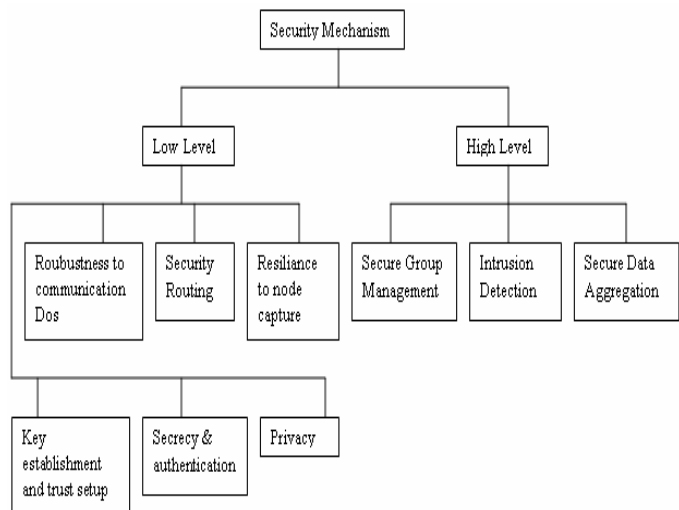 Security Mechanism
Low Level
High Level
Roubustness to
communication
Dos
Security
Routing
Resiliance
to node
capture
Secure Group
Management
Intrusion
Detection
Secure Data
Aggregation
Key
establishment
and trust setup
Secrecy &
authentication
Privacy